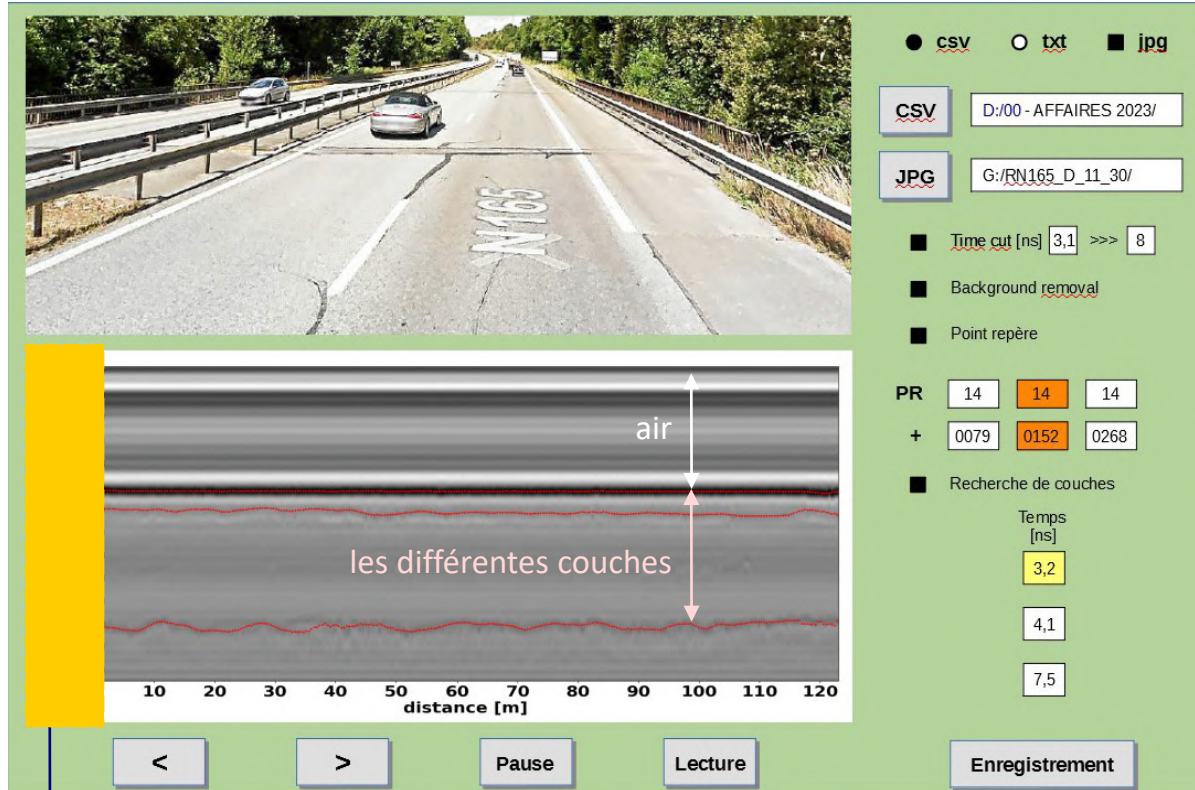 csv txt jpg
CSV D:/00 - AFFAIRES 2023/
JPG G:/RN165_D_11_30/
N165
Time cut [ns] 3,1 >>> 8
Background removal
Point repère
PR 14 14 14
+ 0079 0152 0268
Recherche de couches
Temps
[ns]
3,2
4,1
7,5
air
les différentes couches
10 20 30 40 50 60 70 80 90 100 110 120
distance [m]
< > Pause Lecture Enregistrement